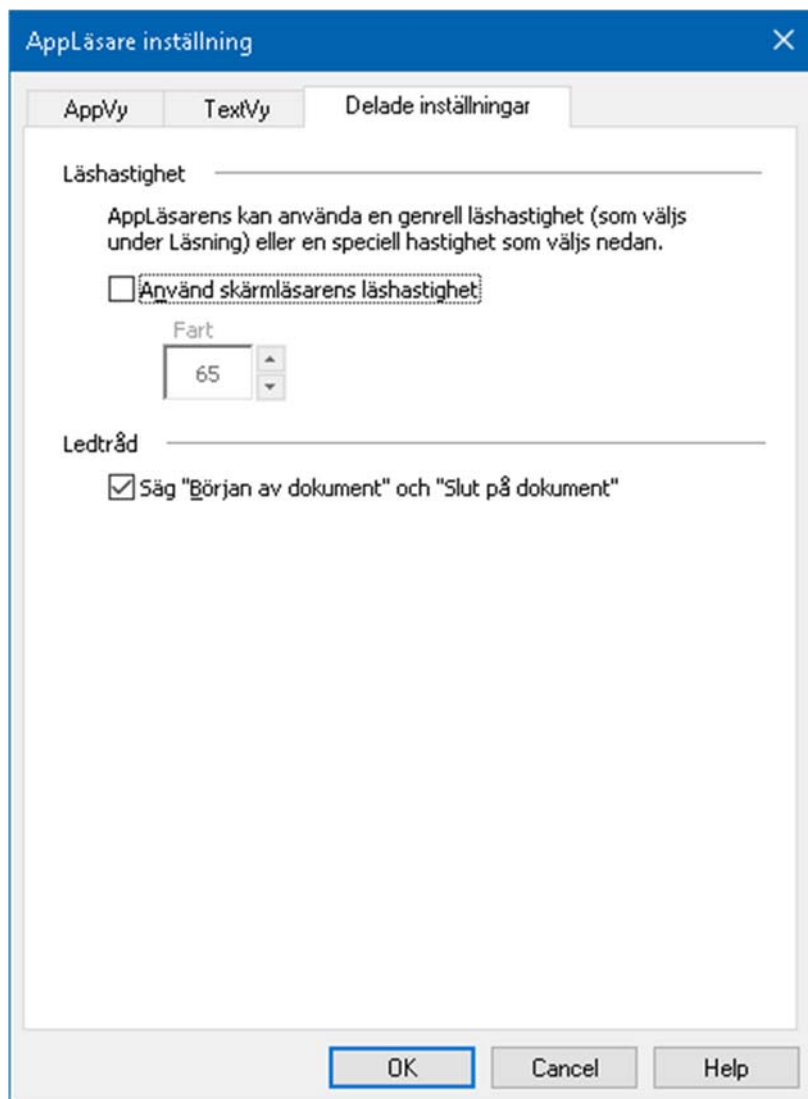 AppLäsare inställning
AppVy TextVy Delade inställningar
Läshastighet
AppLäsarens kan använda en genrell läshastighet (som väljs
under Läsning) eller en speciell hastighet som väljs nedan.
Använd skärmläsarens läshastighet
Fart
65
Ledtråd
Säg "Början av dokument" och "Slut på dokument"
OK Cancel Help